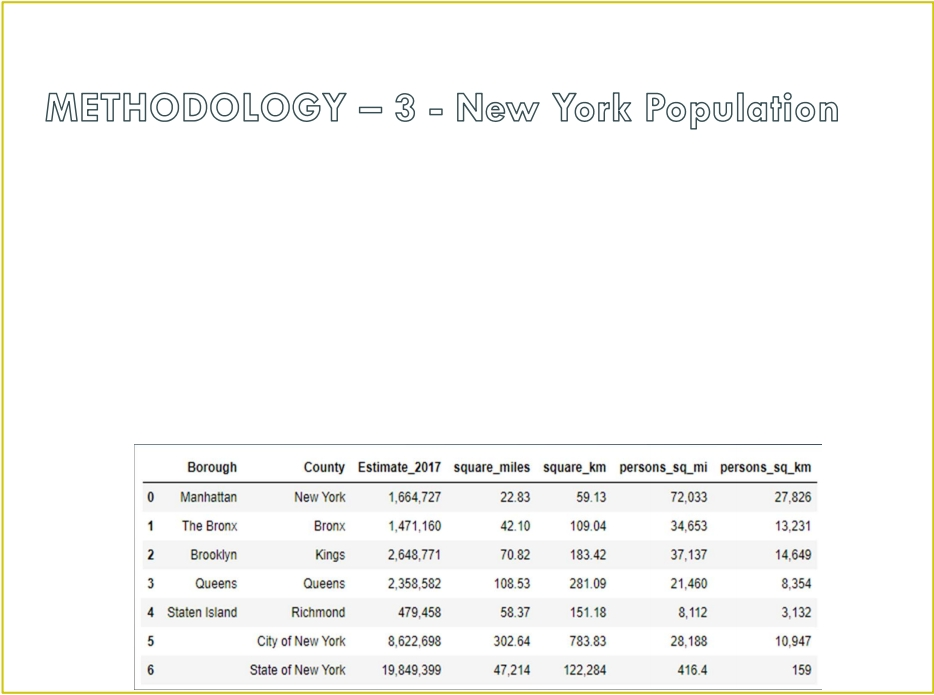 METHODOLOGY – 3 - New York Population
Borough County Estimate_2017 square_miles square_km persons_sq_mi persons_sq_km
0 Manhattan New York 1,664,727 22.83 59.13 72,033 27,826
1 The Bronx Bronx 1,471,160 42.10 109.04 34,653 13,231
2 Brooklyn Kings 2,648,771 70.82 183.42 37,137 14,649
3 Queens Queens 2,358,582 108.53 281.09 21,460 8,354
4 Staten Island Richmond 479,458 58.37 151.18 8,112 3,132
5 City of New York 8,622,698 302.64 783.83 28,188 10,947
6 State of New York 19,849,399 47,214 122,284 416.4 159